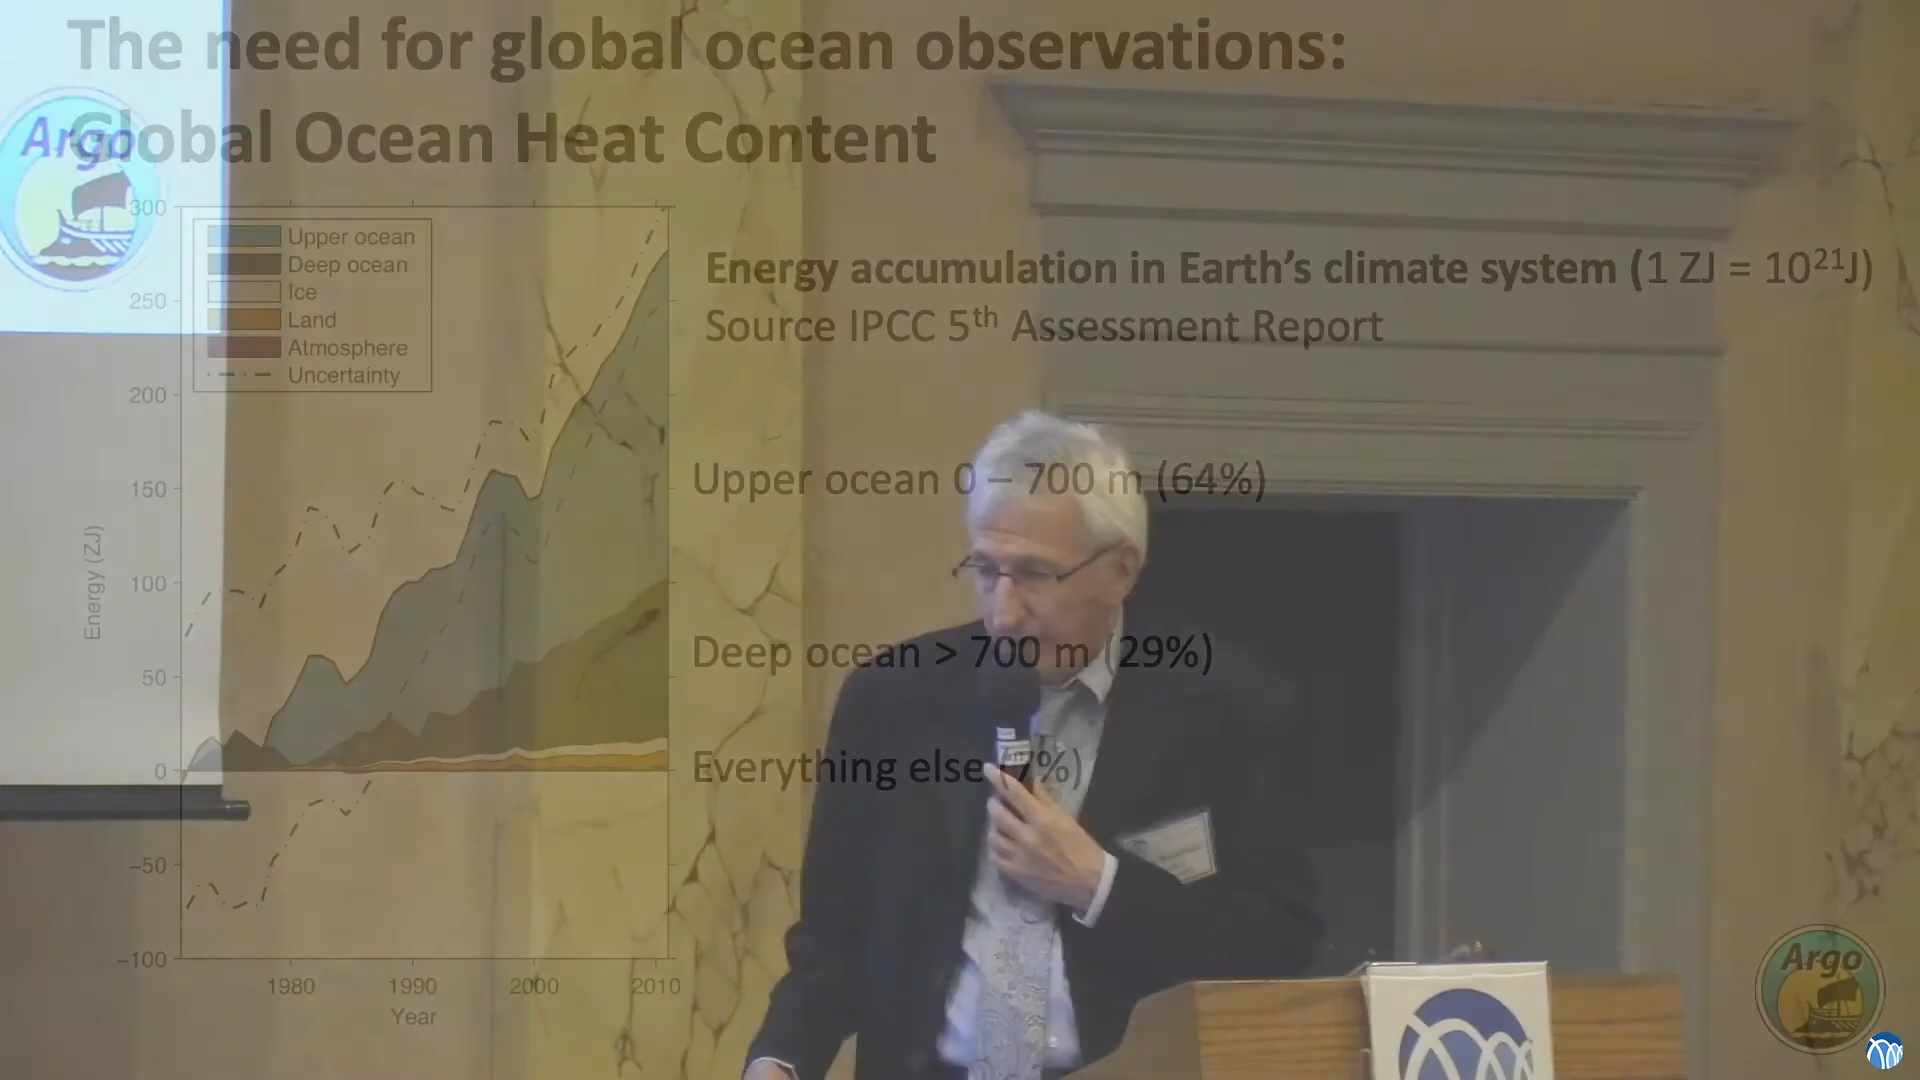 The need for global ocean observations:
Global Ocean Heat Content
Argo
300
250
200
150
100
50
0
−50
−100
Energy (ZJ)
Upper ocean
Deep ocean
Ice
Land
Atmosphere
Uncertainty
1980
1990
2000
2010
Year
Energy accumulation in Earth’s climate system (1 ZJ = 10²¹J)
Source IPCC 5th Assessment Report
Upper ocean 0 – 700 m (64%)
Deep ocean > 700 m (29%)
Everything else (7%)
Argo